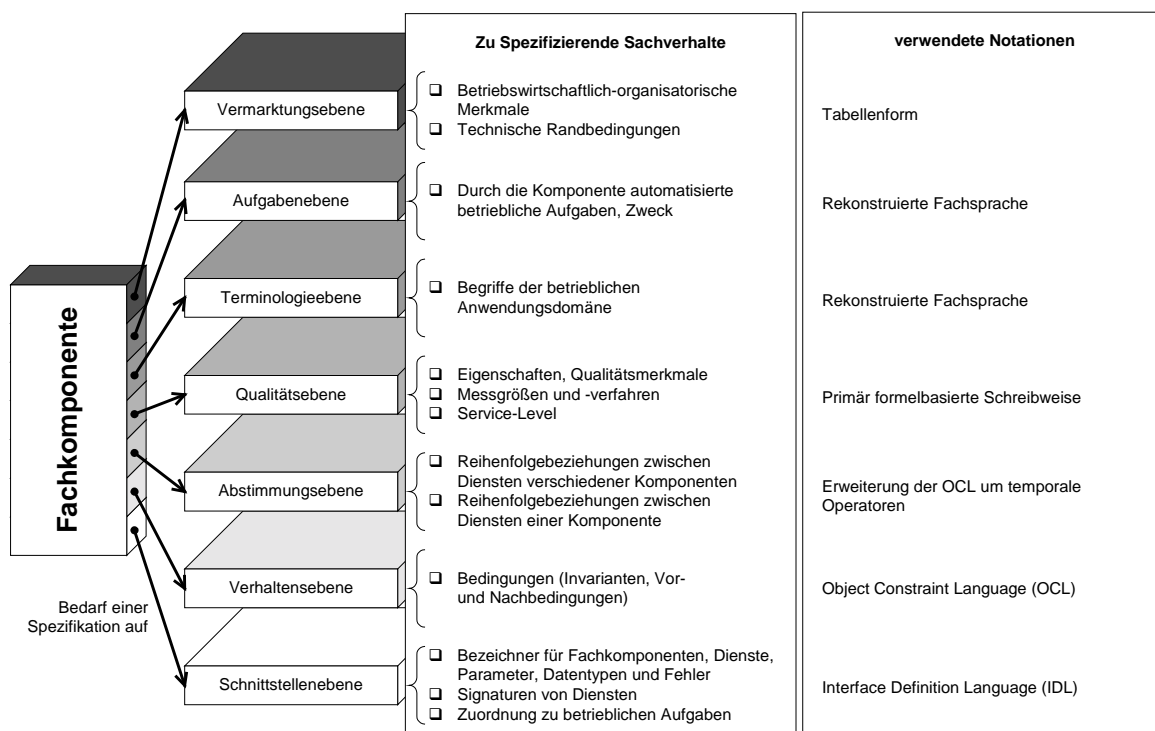 Zu Spezifizierende Sachverhalte
verwendete Notationen
Vermarktungsebene
❑ Betriebswirtschaftlich-organisatorische
Merkmale
❑ Technische Randbedingungen
Tabellenform
Aufgabenebene
❑ Durch die Komponente automatisierte
betriebliche Aufgaben, Zweck
Rekonstruierte Fachsprache
Terminologieebene
❑ Begriffe der betrieblichen
Anwendungsdomäne
Rekonstruierte Fachsprache
Qualitätsebene
❑ Eigenschaften, Qualitätsmerkmale
❑ Messgrößen und -verfahren
❑ Service-Level
Primär formelbasierte Schreibweise
Abstimmungsebene
❑ Reihenfolgebeziehungen zwischen
Diensten verschiedener Komponenten
❑ Reihenfolgebeziehungen zwischen
Diensten einer Komponente
Erweiterung der OCL um temporale
Operatoren
Verhaltensebene
❑ Bedingungen (Invarianten, Vor-
und Nachbedingungen)
Object Constraint Language (OCL)
Schnittstellenebene
❑ Bezeichner für Fachkomponenten, Dienste,
Parameter, Datentypen und Fehler
❑ Signaturen von Diensten
❑ Zuordnung zu betrieblichen Aufgaben
Interface Definition Language (IDL)
Fachkomponente
Bedarf einer
Spezifikation auf